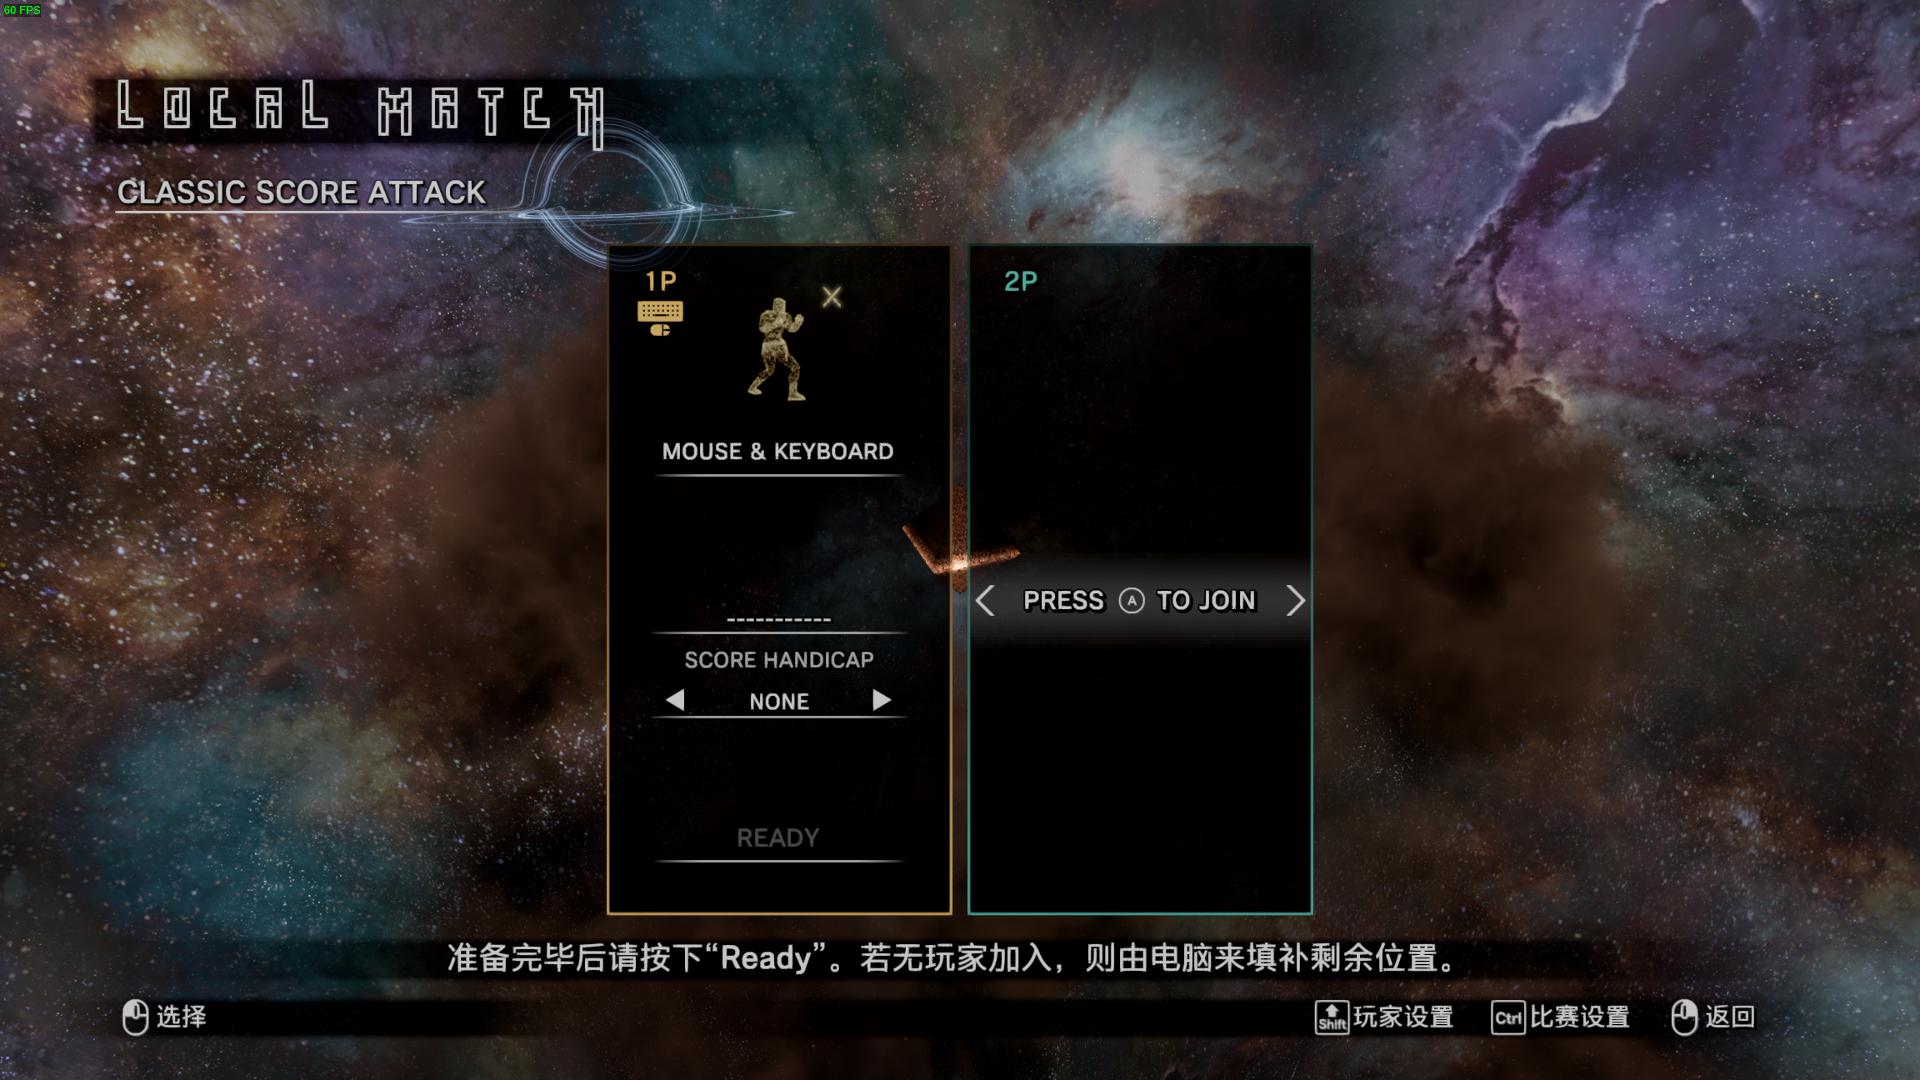 60 FPS
LOCAL MATCH
CLASSIC SCORE ATTACK
1P
2P
MOUSE & KEYBOARD
PRESS A TO JOIN
-----------
SCORE HANDICAP
NONE
READY
准备完毕后请按下“Ready”。若无玩家加入，则由电脑来填补剩余位置。
选择
Shift 玩家设置
Ctrl 比赛设置
返回